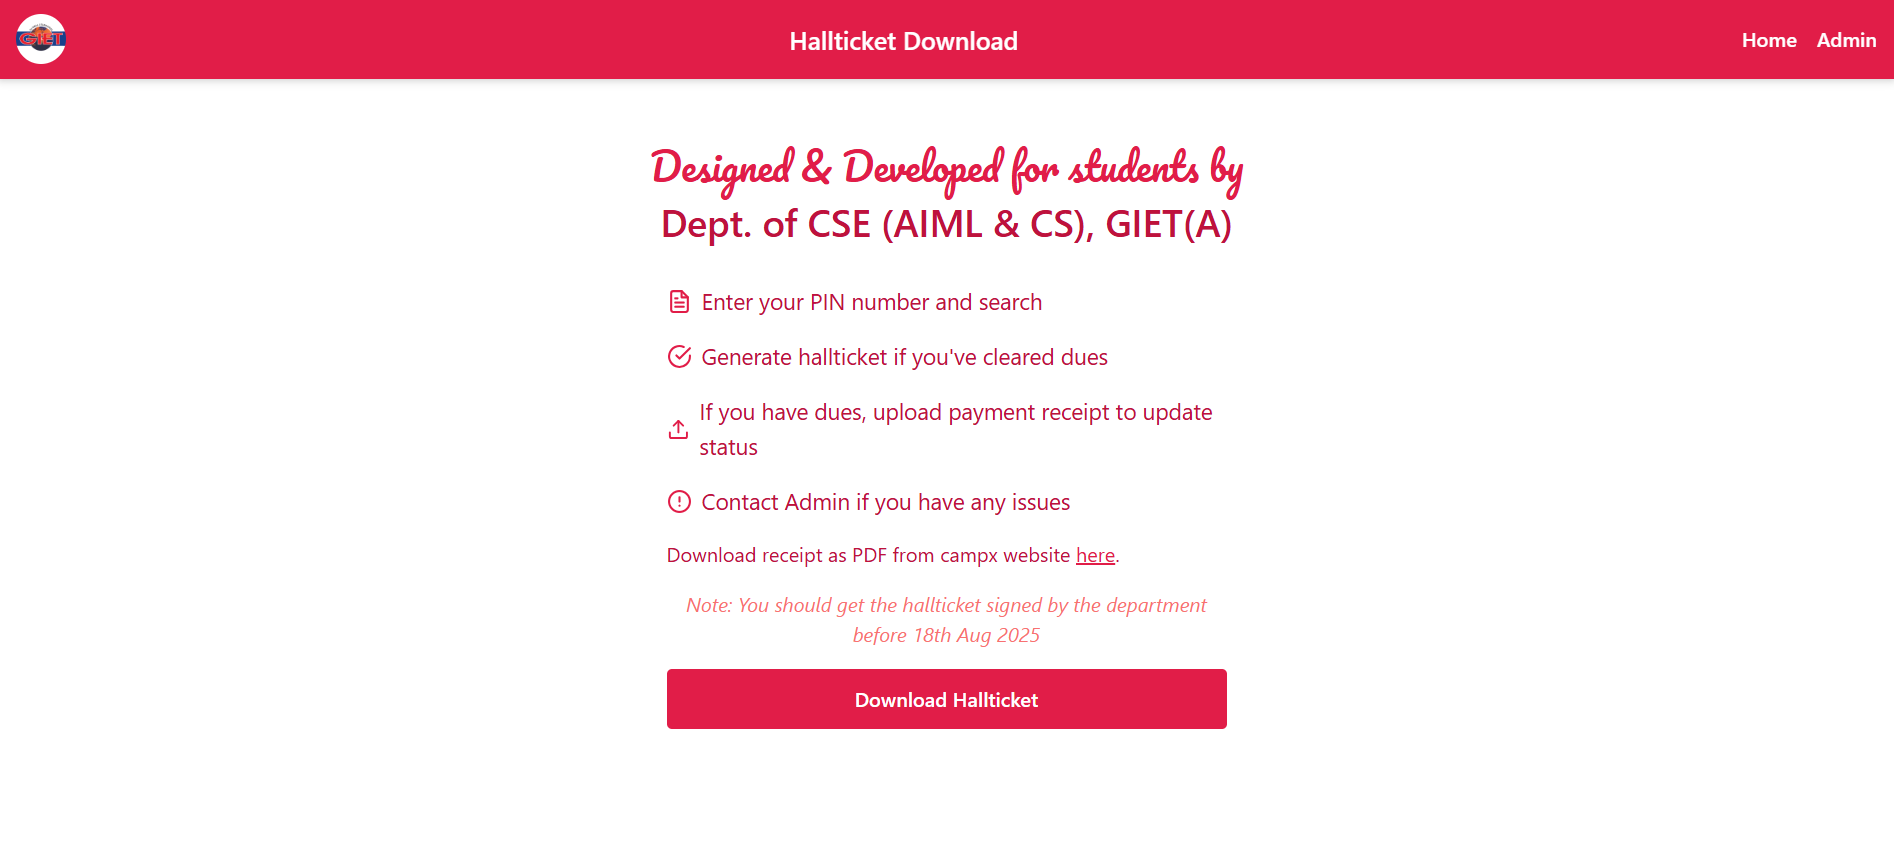 GIET
Hallticket Download
Home
Admin
Designed & Developed for students by
Dept. of CSE (AIML & CS), GIET(A)
Enter your PIN number and search
Generate hallticket if you've cleared dues
If you have dues, upload payment receipt to update
status
Contact Admin if you have any issues
Download receipt as PDF from campx website here.
Note: You should get the hallticket signed by the department
before 18th Aug 2025
Download Hallticket